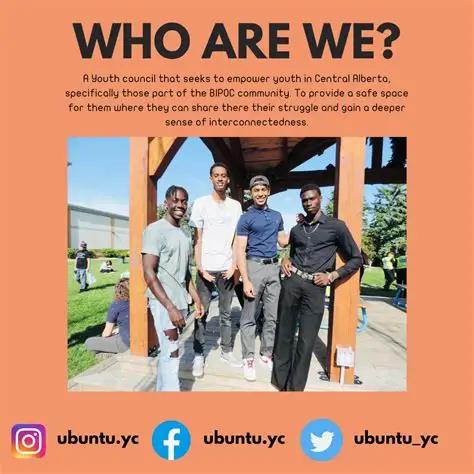 WHO ARE WE?
A Youth council that seeks to empower youth in Central Alberta,
specifically those part of the BIPOC community. To provide a safe space
for them where they can share there their struggle and gain a deeper
sense of interconnectedness.
ubuntu.yc
ubuntu.yc
ubuntu_yc